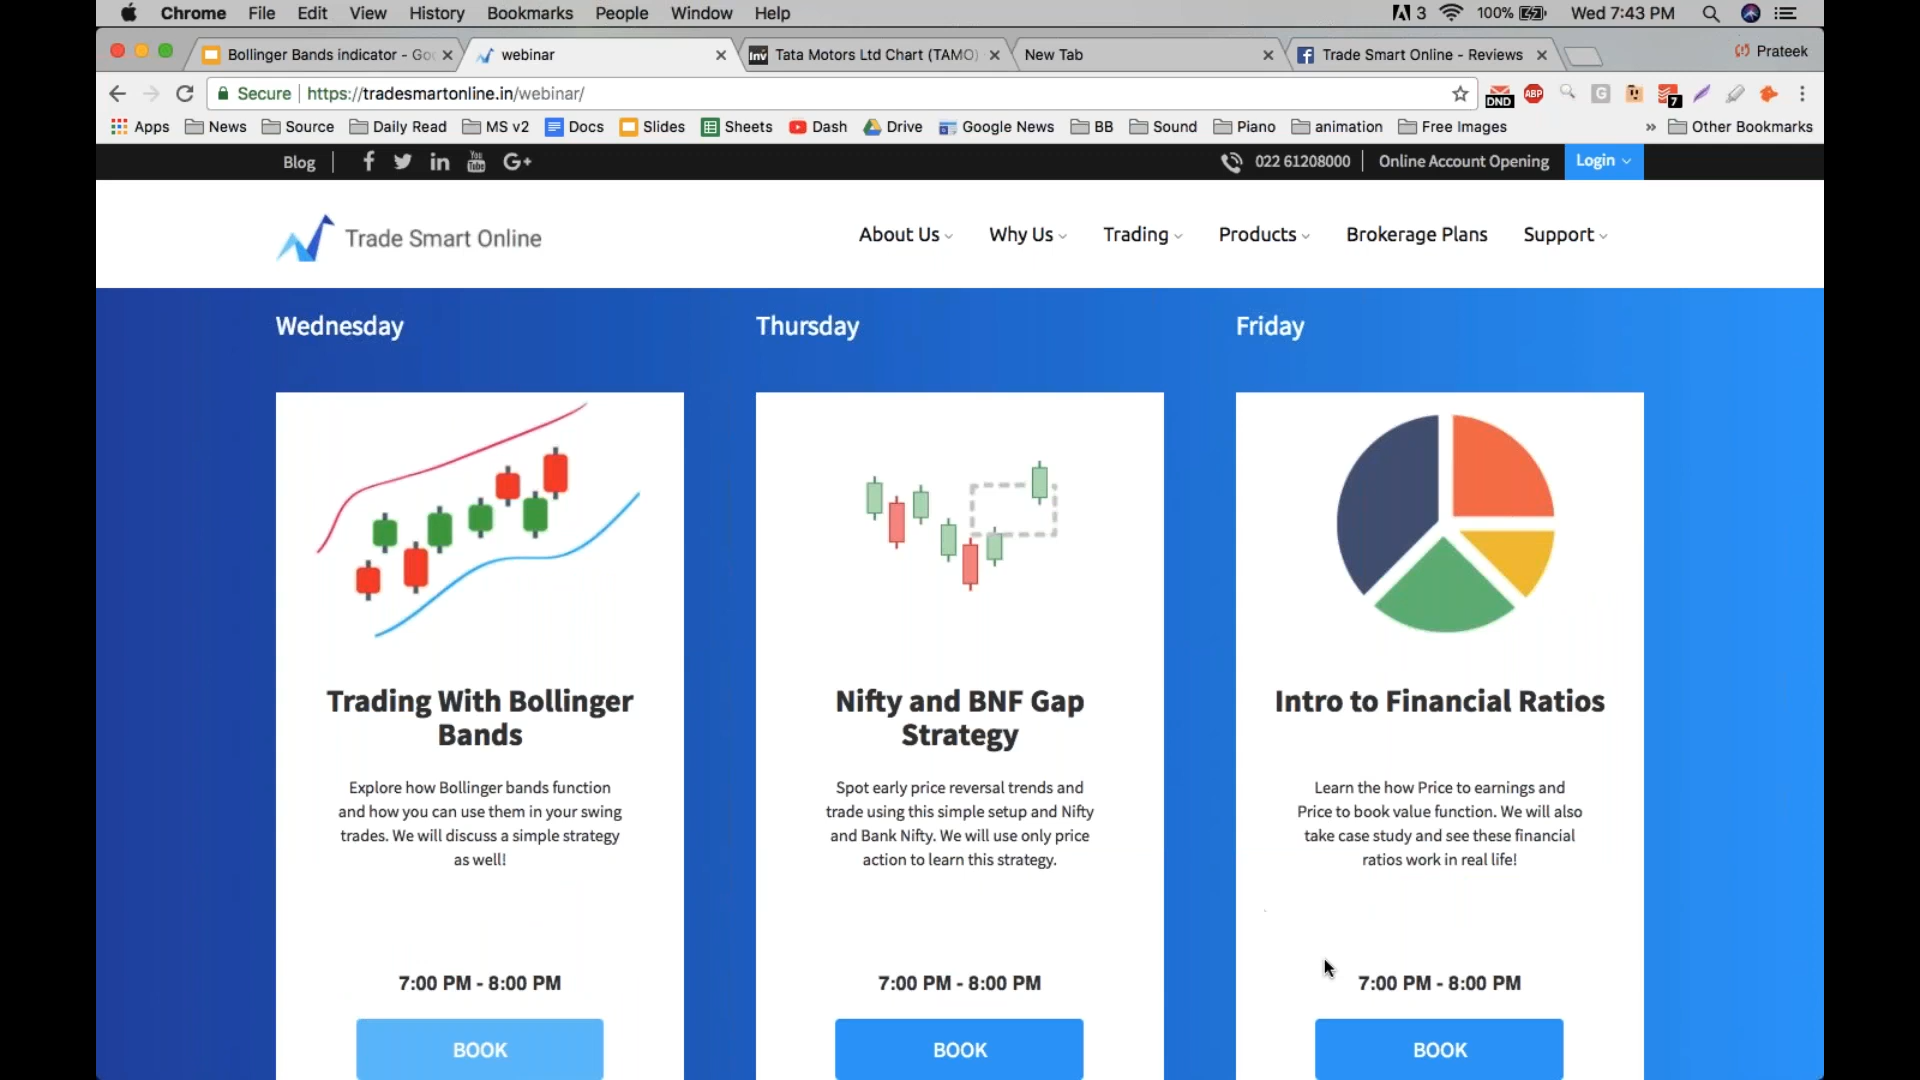 Chrome File Edit View History Bookmarks People Window Help 3 100% Wed 7:43 PM
Bollinger Bands indicator - Goo webinar Tata Motors Ltd Chart (TAMO) New Tab Trade Smart Online - Reviews Prateek
Secure https://tradesmartonline.in/webinar/ DND ABP G 7
Apps News Source Daily Read MS v2 Docs Slides Sheets Dash Drive Google News BB Sound Piano animation Free Images » Other Bookmarks
Blog f in You Tube G+ 022 61208000 Online Account Opening Login
Trade Smart Online About Us Why Us Trading Products Brokerage Plans Support
Wednesday Thursday Friday
Trading With Bollinger
Bands
Explore how Bollinger bands function
and how you can use them in your swing
trades. We will discuss a simple strategy
as well!
7:00 PM - 8:00 PM
BOOK
Nifty and BNF Gap
Strategy
Spot early price reversal trends and
trade using this simple setup and Nifty
and Bank Nifty. We will use only price
action to learn this strategy.
7:00 PM - 8:00 PM
BOOK
Intro to Financial Ratios
Learn the how Price to earnings and
Price to book value function. We will also
take case study and see these financial
ratios work in real life!
7:00 PM - 8:00 PM
BOOK